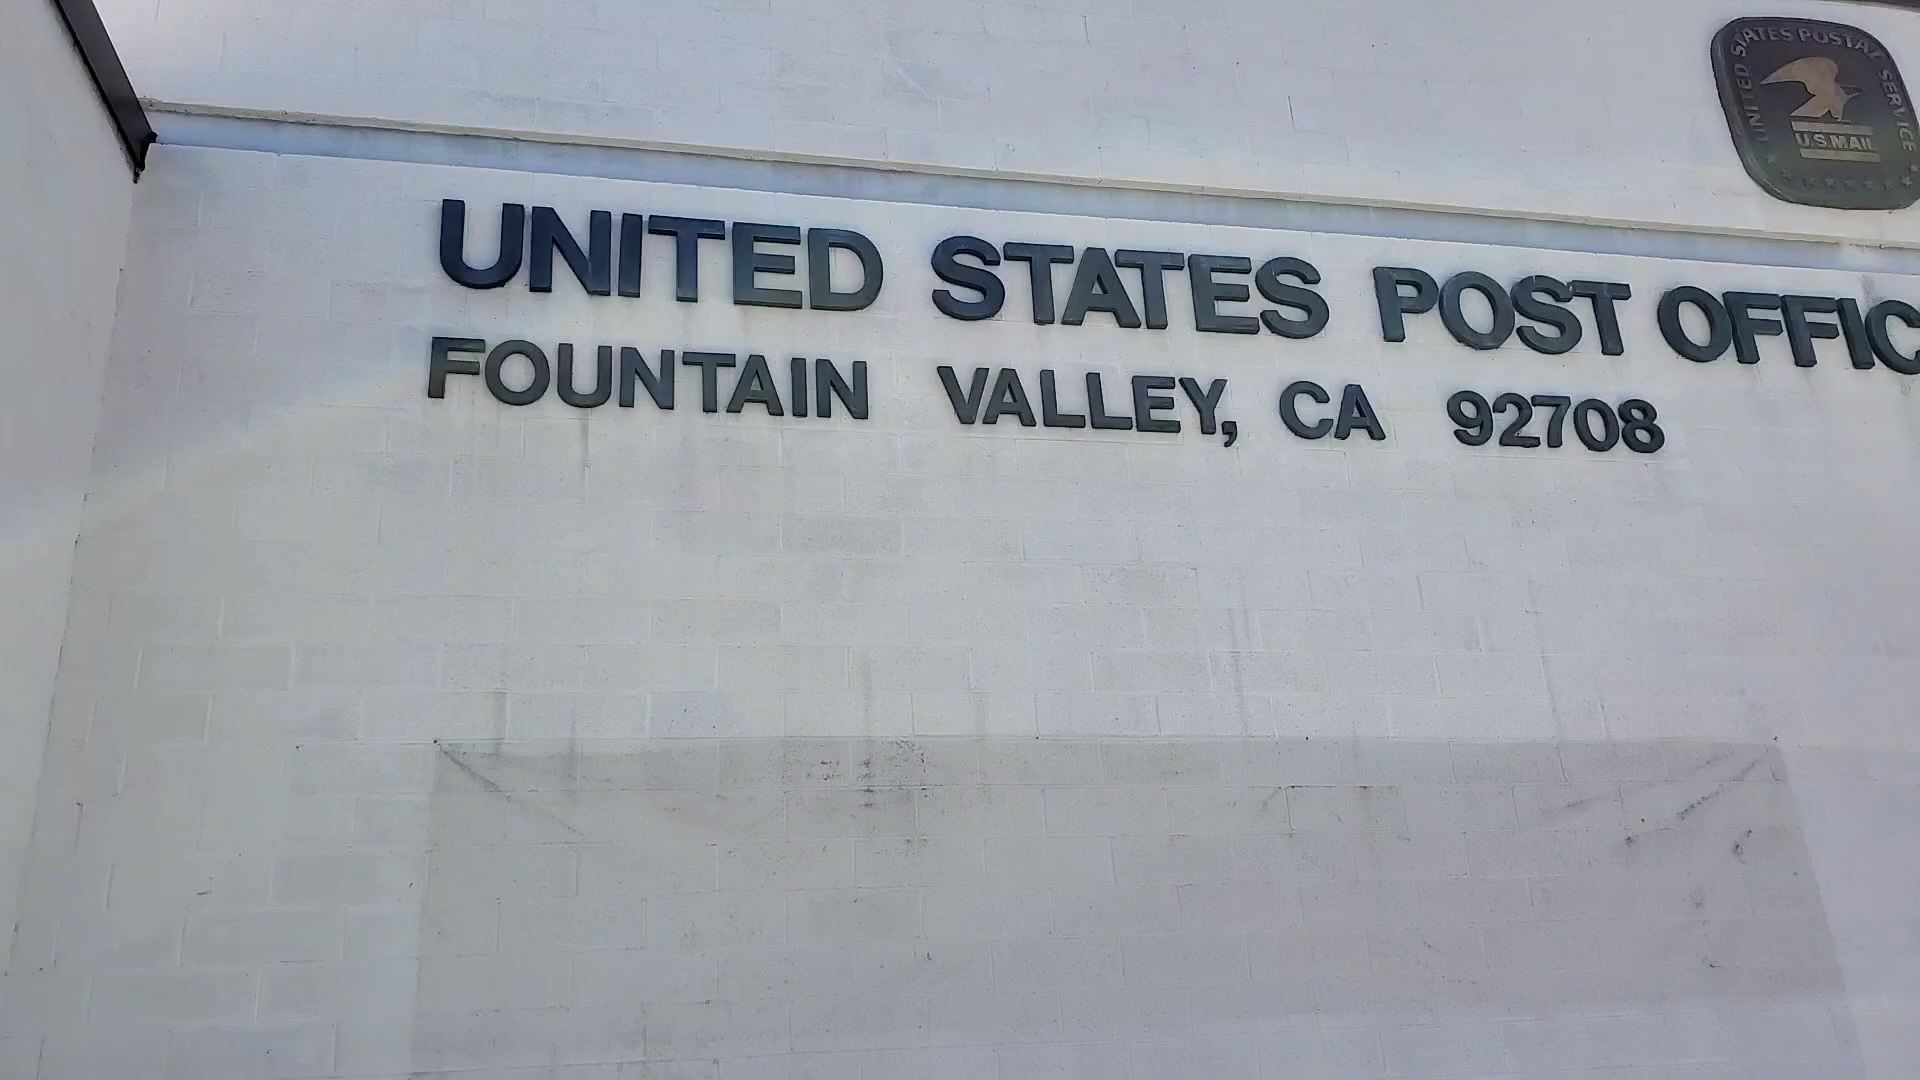 UNITED STATES POSTAL SERVICE
U.S.MAIL
UNITED STATES POST OFFIC
FOUNTAIN VALLEY, CA 92708